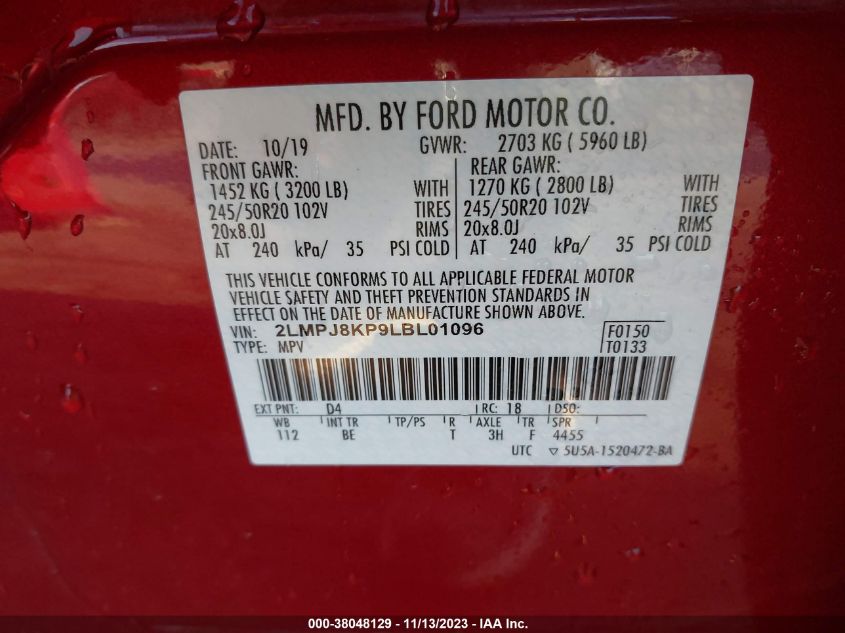 MFD. BY FORD MOTOR CO.
DATE: 10/19 GVWR: 2703 KG ( 5960 LB)
FRONT GAWR: REAR GAWR:
1452 KG ( 3200 LB) WITH 1270 KG ( 2800 LB) WITH
245/50R20 102V TIRES 245/50R20 102V TIRES
20x8.0J RIMS 20x8.0J RIMS
AT 240 kPa/ 35 PSI COLD AT 240 kPa/ 35 PSI COLD
THIS VEHICLE CONFORMS TO ALL APPLICABLE FEDERAL MOTOR
VEHICLE SAFETY AND THEFT PREVENTION STANDARDS IN
EFFECT ON THE DATE OF MANUFACTURE SHOWN ABOVE.
VIN: 2LMPJ8KP9LBL01096 F0150
TYPE: MPV T0133
EXT PNT: D4 RC: 18 DSO:
WB INT TR TP/PS R AXLE TR SPR
112 BE T 3H F 4455
UTC ▽ 5U5A-1520472-BA
000-38048129 - 11/13/2023 - IAA Inc.